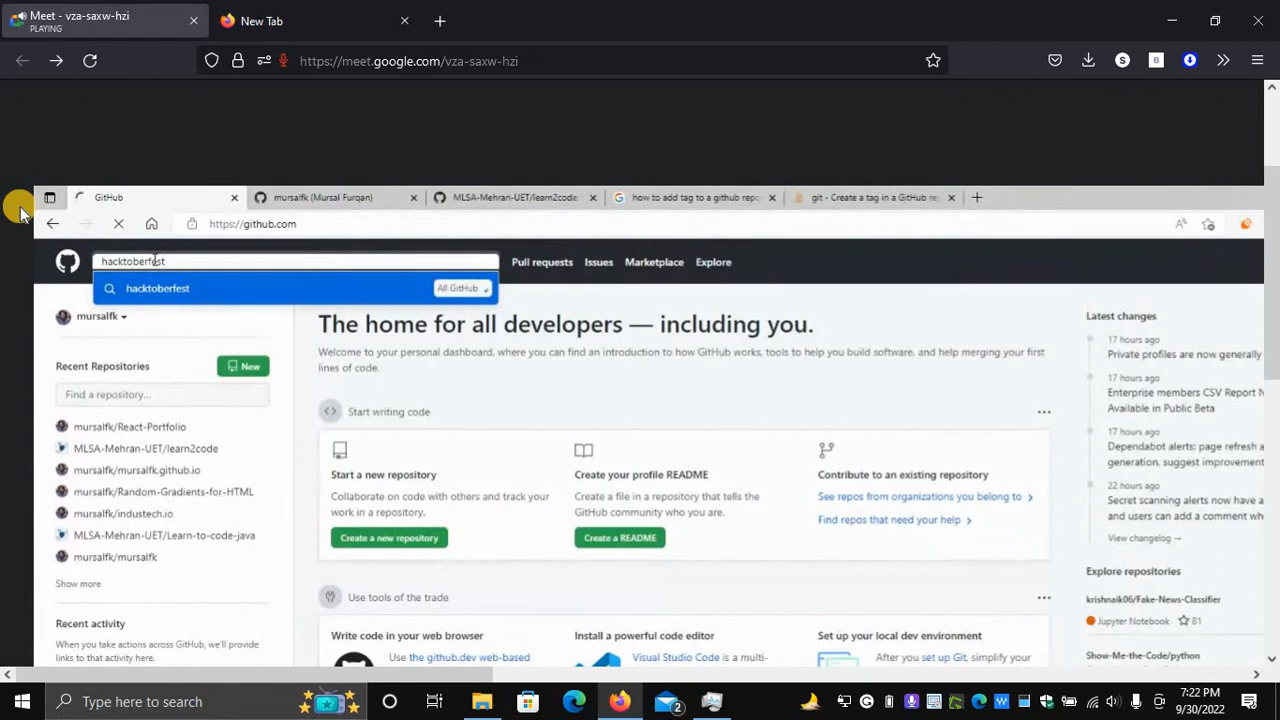 Meet - vza-saxw-hzi
PLAYING
New Tab
https://meet.google.com/vza-saxw-hzi
GitHub
mursalfk (Mursal Furqan)
MLSA-Mehran-UET/learn2code:
how to add tag to a github repo
git - Create a tag in a GitHub re
https://github.com
hacktoberfest
Pull requests
Issues
Marketplace
Explore
hacktoberfest
All GitHub
mursalfk
Recent Repositories
New
Find a repository...
mursalfk/React-Portfolio
MLSA-Mehran-UET/learn2code
mursalfk/mursalfk.github.io
mursalfk/Random-Gradients-for-HTML
mursalfk/industech.io
MLSA-Mehran-UET/Learn-to-code-java
mursalfk/mursalfk
Show more
Recent activity
When you take actions across GitHub, we'll provide
links to that activity here.
The home for all developers — including you.
Welcome to your personal dashboard, where you can find an introduction to how GitHub works, tools to help you build software, and help merging your first
lines of code.
Start writing code
Start a new repository
Collaborate on code with others and track your
work in a repository.
Create a new repository
Create your profile README
Create a file in a repository that tells the
GitHub community who you are.
Create a README
Contribute to an existing repository
See repos from organizations you belong to
Find repos that need your help
Use tools of the trade
Write code in your web browser
Use the github.dev web-based
Install a powerful code editor
Visual Studio Code is a multi-
Set up your local dev environment
After you set up Git, simplify your
Latest changes
17 hours ago
Private profiles are now generally
17 hours ago
Enterprise members CSV Report N
Available in Public Beta
17 hours ago
Dependabot alerts: page refresh a
generation, suggest improvement
22 hours ago
Secret scanning alerts now have a
and users can add a comment whe
View changelog →
Explore repositories
krishnaik06/Fake-News-Classifier
Jupyter Notebook
81
Show-Me-the-Code/python
Type here to search
2
7:22 PM
9/30/2022